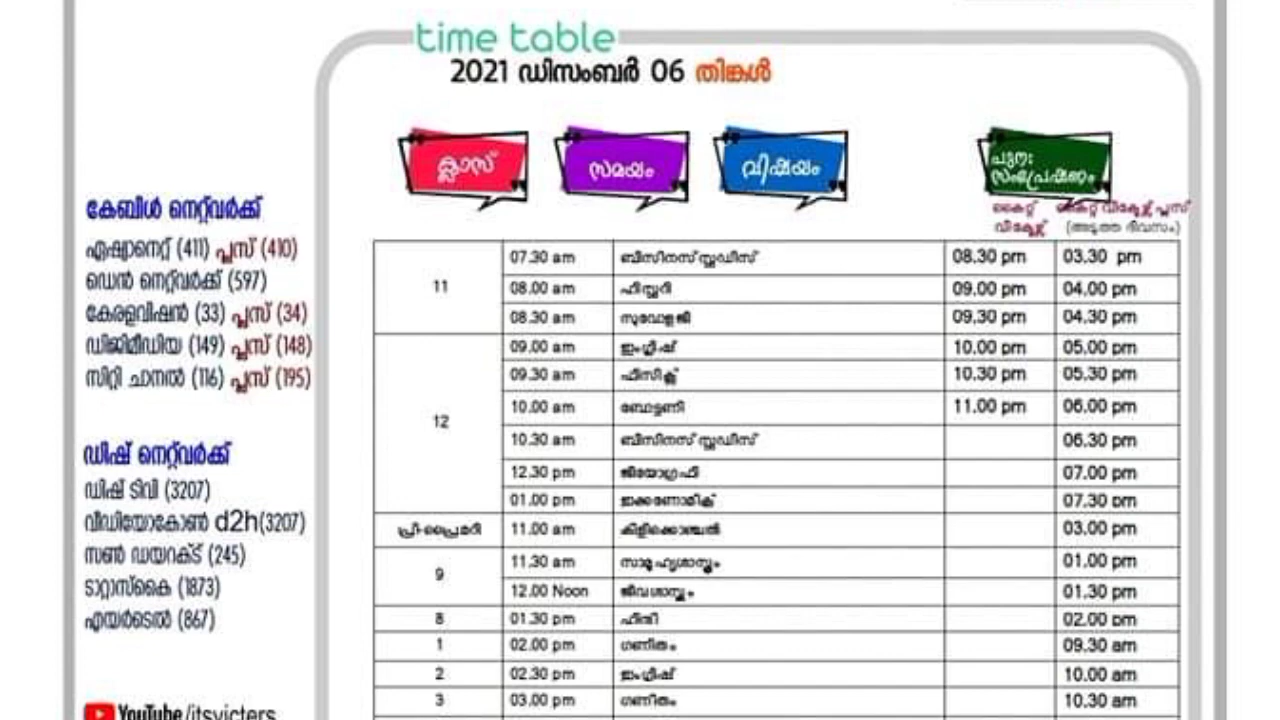 time table
2021 ഡിസംബർ 06 തിങ്കൾ
ക്ലാസ്
സമയം
വിഷയം
പുനഃ
സംപ്രേഷണം
കൈറ്റ് വിക്ടേഴ്സ്
കൈറ്റ് വിക്ടേഴ്സ് പ്ലസ്
(അടുത്ത ദിവസം)
കേബിൾ നെറ്റ്‌വർക്ക്
ഏഷ്യാനെറ്റ് (411) പ്ലസ് (410)
ഡെൻ നെറ്റ്‌വർക്ക് (597)
കേരളവിഷൻ (33) പ്ലസ് (34)
ഡിജിമീഡിയ (149) പ്ലസ് (148)
സിറ്റി ചാനൽ (116) പ്ലസ് (195)
ഡിഷ് നെറ്റ്‌വർക്ക്
ഡിഷ് ടിവി (3207)
വീഡിയോകോൺ d2h(3207)
സൺ ഡയറക്ട് (245)
ടാറ്റാസ്കൈ (1873)
എയർടെൽ (867)
YouTube/itsvicters
11 07.30 am ബിസിനസ് സ്റ്റഡീസ് 08.30 pm 03.30 pm
08.00 am ഹിസ്റ്ററി 09.00 pm 04.00 pm
08.30 am സുവോളജി 09.30 pm 04.30 pm
12 09.00 am ഇംഗ്ലീഷ് 10.00 pm 05.00 pm
09.30 am ഫിസിക്സ് 10.30 pm 05.30 pm
10.00 am ബോട്ടണി 11.00 pm 06.00 pm
10.30 am ബിസിനസ് സ്റ്റഡീസ് 06.30 pm
12.30 pm ജിയോഗ്രഫി 07.00 pm
01.00 pm ഇക്കണോമിക്സ് 07.30 pm
പ്രീ-പ്രൈമറി 11.00 am കിളിക്കൊഞ്ചൽ 03.00 pm
9 11.30 am സാമൂഹ്യശാസ്ത്രം 01.00 pm
12.00 Noon ജീവശാസ്ത്രം 01.30 pm
8 01.30 pm ഹിന്ദി 02.00 pm
1 02.00 pm ഗണിതം 09.30 am
2 02.30 pm ഇംഗ്ലീഷ് 10.00 am
3 03.00 pm ഗണിതം 10.30 am